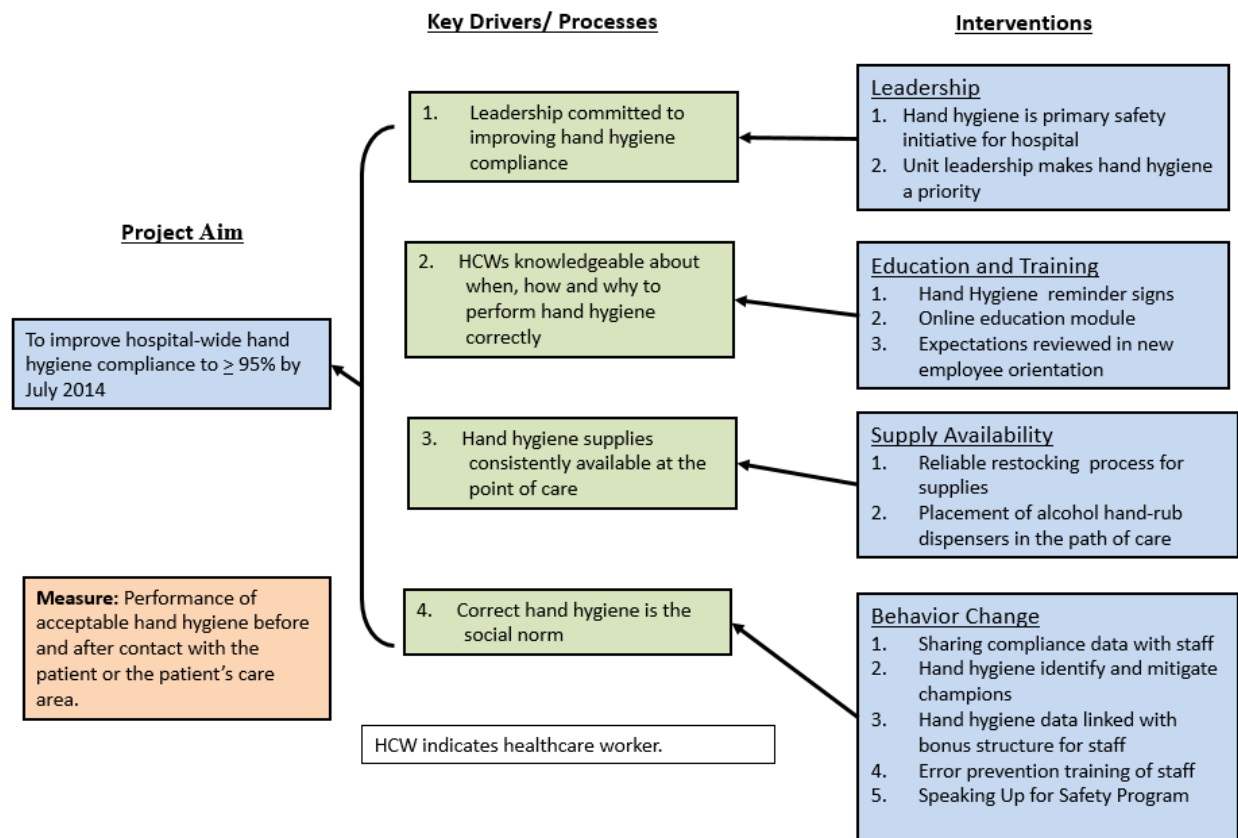 Key Drivers/ Processes
Interventions
Project Aim
To improve hospital-wide hand
hygiene compliance to ≥ 95% by
July 2014
Measure: Performance of
acceptable hand hygiene before
and after contact with the
patient or the patient's care
area.
1. Leadership committed to
improving hand hygiene
compliance
2. HCWs knowledgeable about
when, how and why to
perform hand hygiene
correctly
3. Hand hygiene supplies
consistently available at the
point of care
4. Correct hand hygiene is the
social norm
HCW indicates healthcare worker.
Leadership
1. Hand hygiene is primary safety
initiative for hospital
2. Unit leadership makes hand hygiene
a priority
Education and Training
1. Hand Hygiene reminder signs
2. Online education module
3. Expectations reviewed in new
employee orientation
Supply Availability
1. Reliable restocking process for
supplies
2. Placement of alcohol hand-rub
dispensers in the path of care
Behavior Change
1. Sharing compliance data with staff
2. Hand hygiene identify and mitigate
champions
3. Hand hygiene data linked with
bonus structure for staff
4. Error prevention training of staff
5. Speaking Up for Safety Program